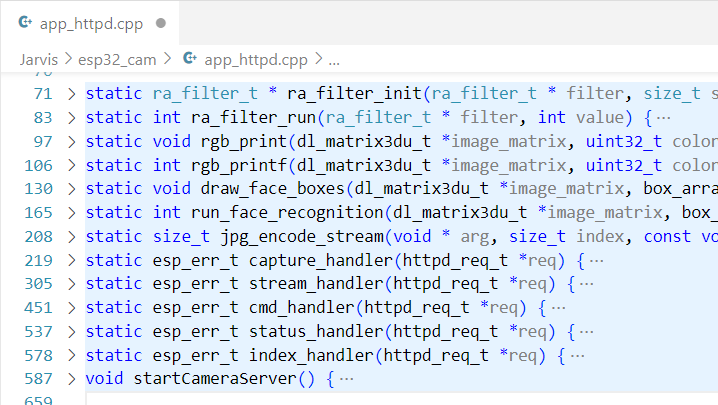 app_httpd.cpp
Jarvis > esp32_cam > app_httpd.cpp > ...
70
71 > static ra_filter_t * ra_filter_init(ra_filter_t * filter, size_t s
83 > static int ra_filter_run(ra_filter_t * filter, int value) {···
97 > static void rgb_print(dl_matrix3du_t *image_matrix, uint32_t color
106 > static int rgb_printf(dl_matrix3du_t *image_matrix, uint32_t color
130 > static void draw_face_boxes(dl_matrix3du_t *image_matrix, box_arra
165 > static int run_face_recognition(dl_matrix3du_t *image_matrix, box_
208 > static size_t jpg_encode_stream(void * arg, size_t index, const vo
219 > static esp_err_t capture_handler(httpd_req_t *req) {···
305 > static esp_err_t stream_handler(httpd_req_t *req) {···
451 > static esp_err_t cmd_handler(httpd_req_t *req) {···
537 > static esp_err_t status_handler(httpd_req_t *req) {···
578 > static esp_err_t index_handler(httpd_req_t *req) {···
587 > void startCameraServer() {···
659